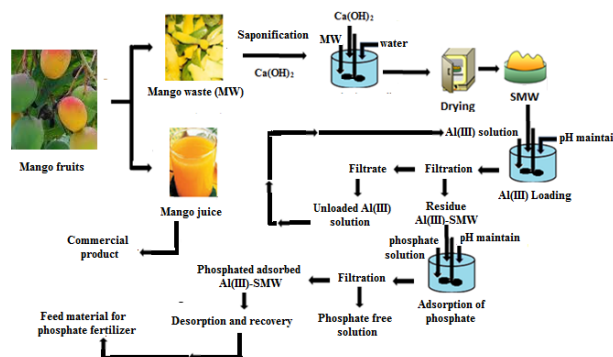 Mango fruits
Mango waste (MW)
Mango juice
Commercial
product
Saponification
Ca(OH)2
Ca(OH)2
MW
water
Drying
SMW
Al(III) solution
pH maintain
Al(III) Loading
Filtration
Filtrate
Unloaded Al(III)
solution
Residue
Al(III)-SMW
phosphate
solution
pH maintain
Adsorption of
phosphate
Filtration
Phosphate free
solution
Phosphated adsorbed
Al(III)-SMW
Desorption and recovery
Feed material for
phosphate fertilizer